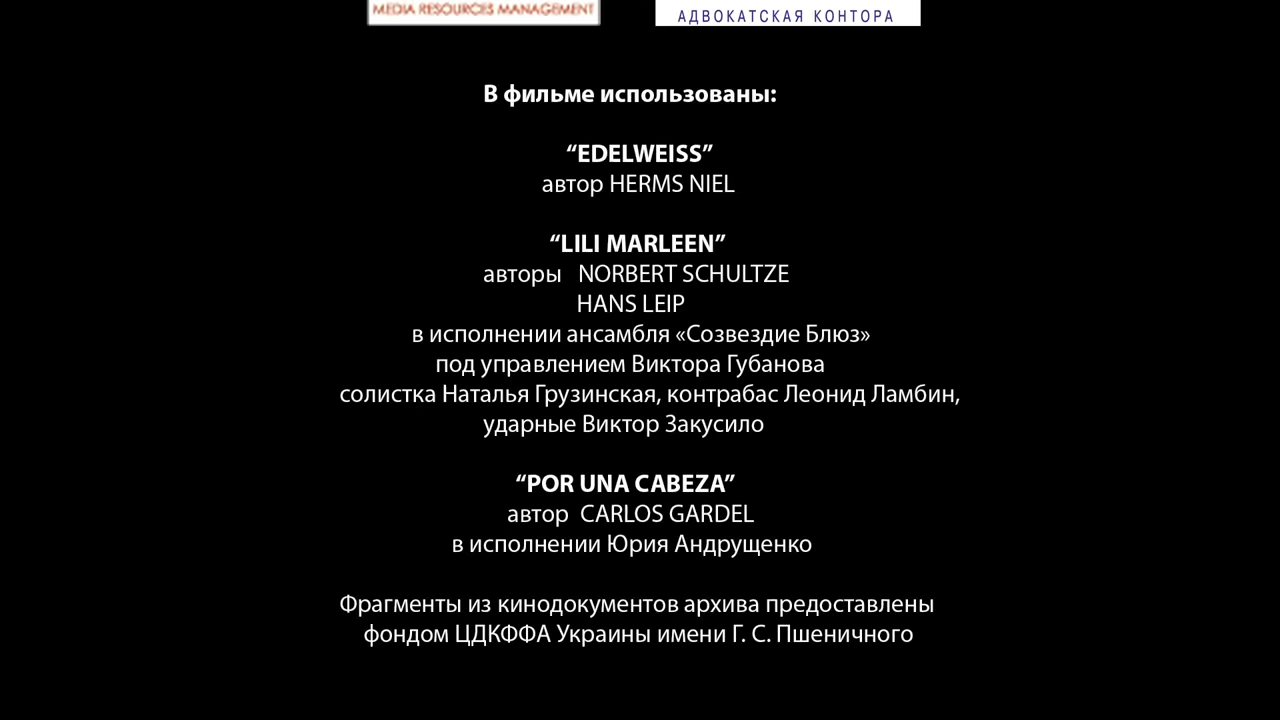 MEDIA RESOURCES MANAGEMENT
АДВОКАТСКАЯ КОНТОРА
В фильме использованы:
“EDELWEISS”
автор HERMS NIEL
“LILI MARLEEN”
авторы NORBERT SCHULTZE
HANS LEIP
в исполнении ансамбля «Созвездие Блюз»
под управлением Виктора Губанова
солистка Наталья Грузинская, контрабас Леонид Ламбин,
ударные Виктор Закусило
“POR UNA CABEZA”
автор CARLOS GARDEL
в исполнении Юрия Андрущенко
Фрагменты из кинодокументов архива предоставлены
фондом ЦДКФФА Украины имени Г. С. Пшеничного